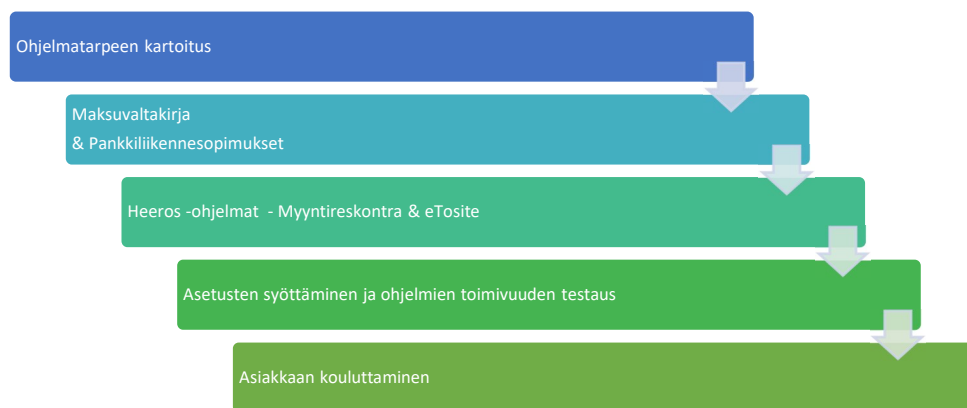 Ohjelmatarpeen kartoitus
Maksuvaltakirja
& Pankkiliikennesopimukset
Heeros -ohjelmat - Myyntireskontra & eTosite
Asetusten syöttäminen ja ohjelmien toimivuuden testaus
Asiakkaan kouluttaminen